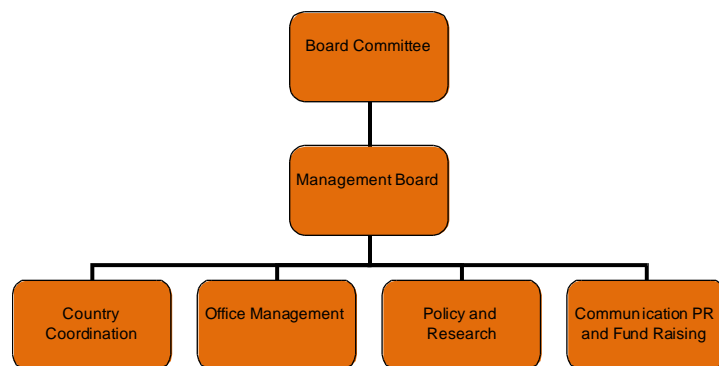 Board Committee
Management Board
Country
Coordination
Office Management
Policy and
Research
Communication PR
and Fund Raising